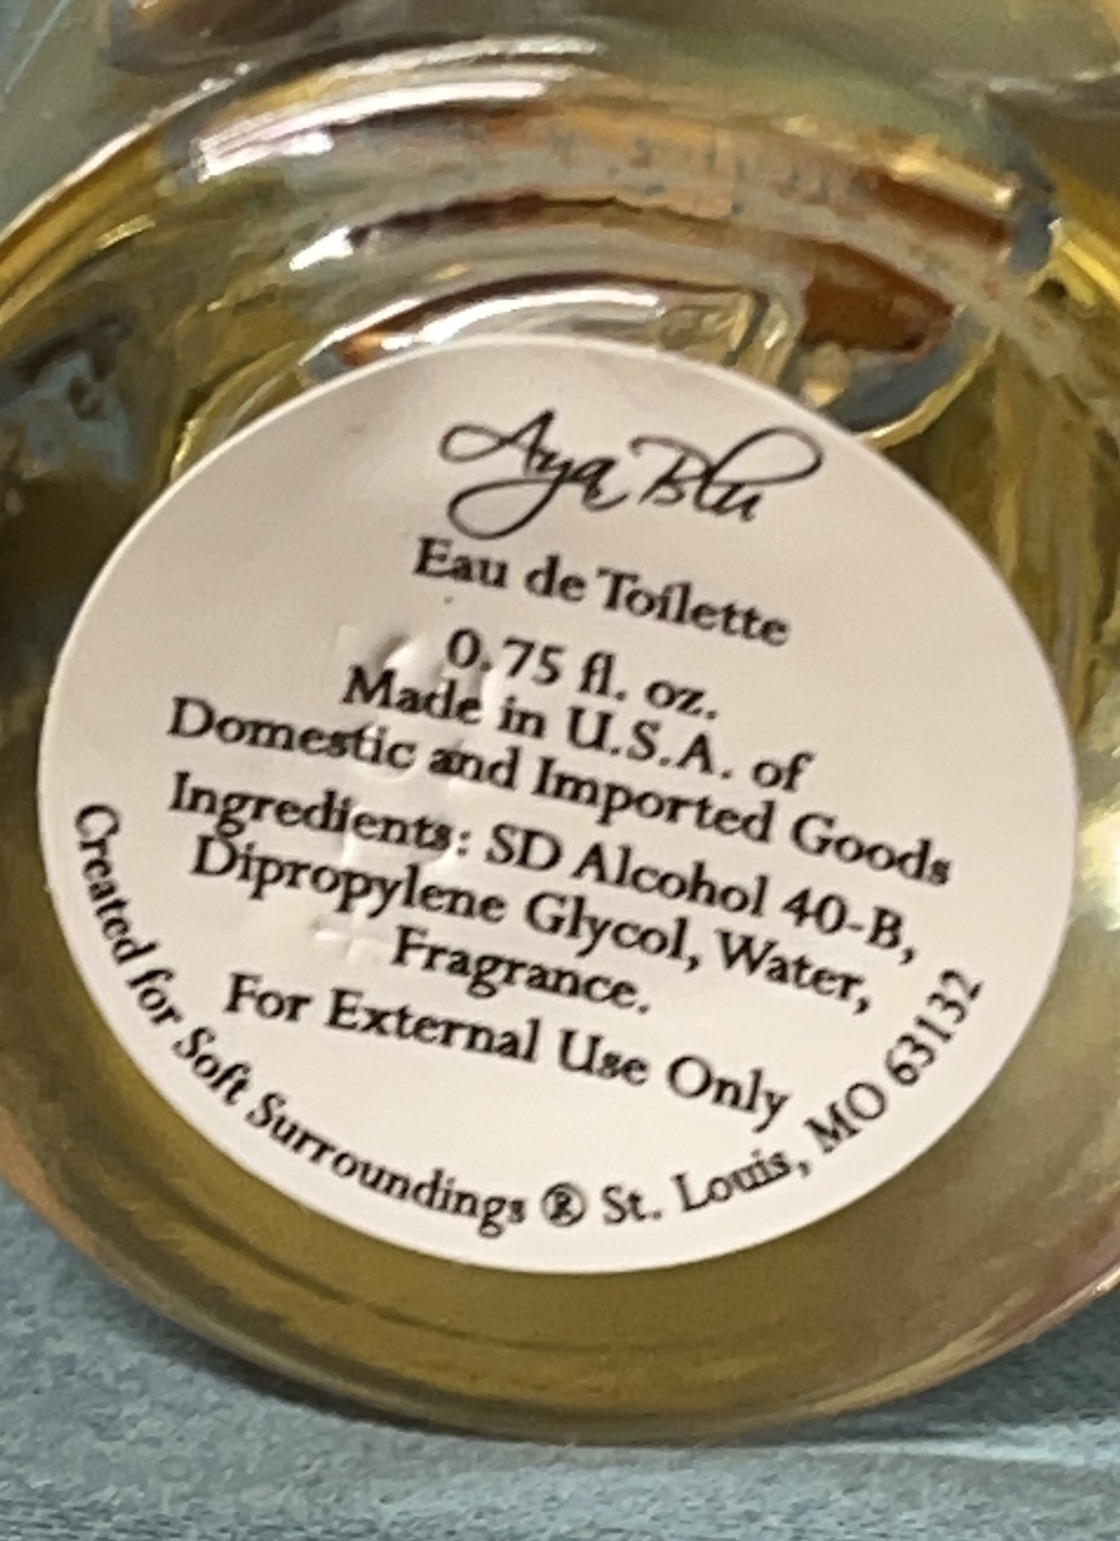 Arya Blu
Eau de Toilette
0.75 fl. oz.
Made in U.S.A. of
Domestic and Imported Goods
Ingredients: SD Alcohol 40-B,
Dipropylene Glycol, Water,
Fragrance.
For External Use Only
Created for Soft Surroundings ® St. Louis, MO 63132